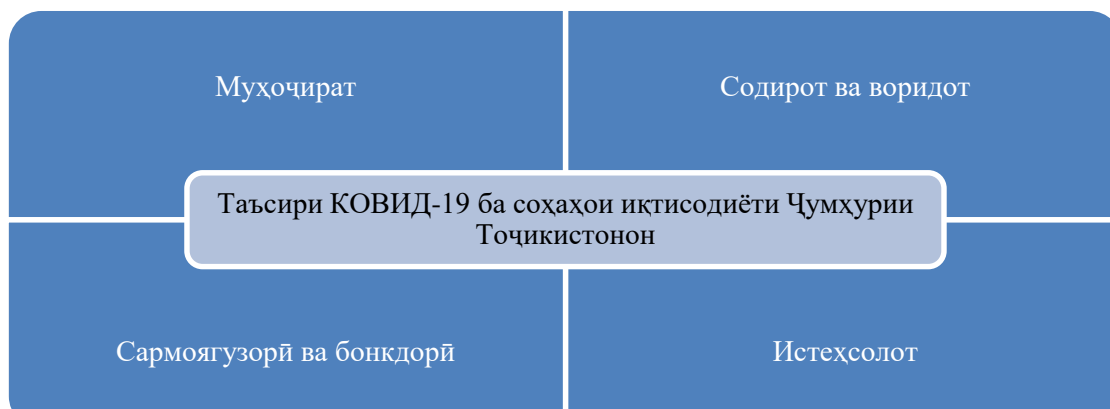 Муҳоҷират
Содирот ва воридот
Таъсири КОВИД-19 ба соҳаҳои иқтисодиёти Ҷумҳурии
Тоҷикистонон
Сармоягузорӣ ва бонкдорӣ
Истеҳсолот